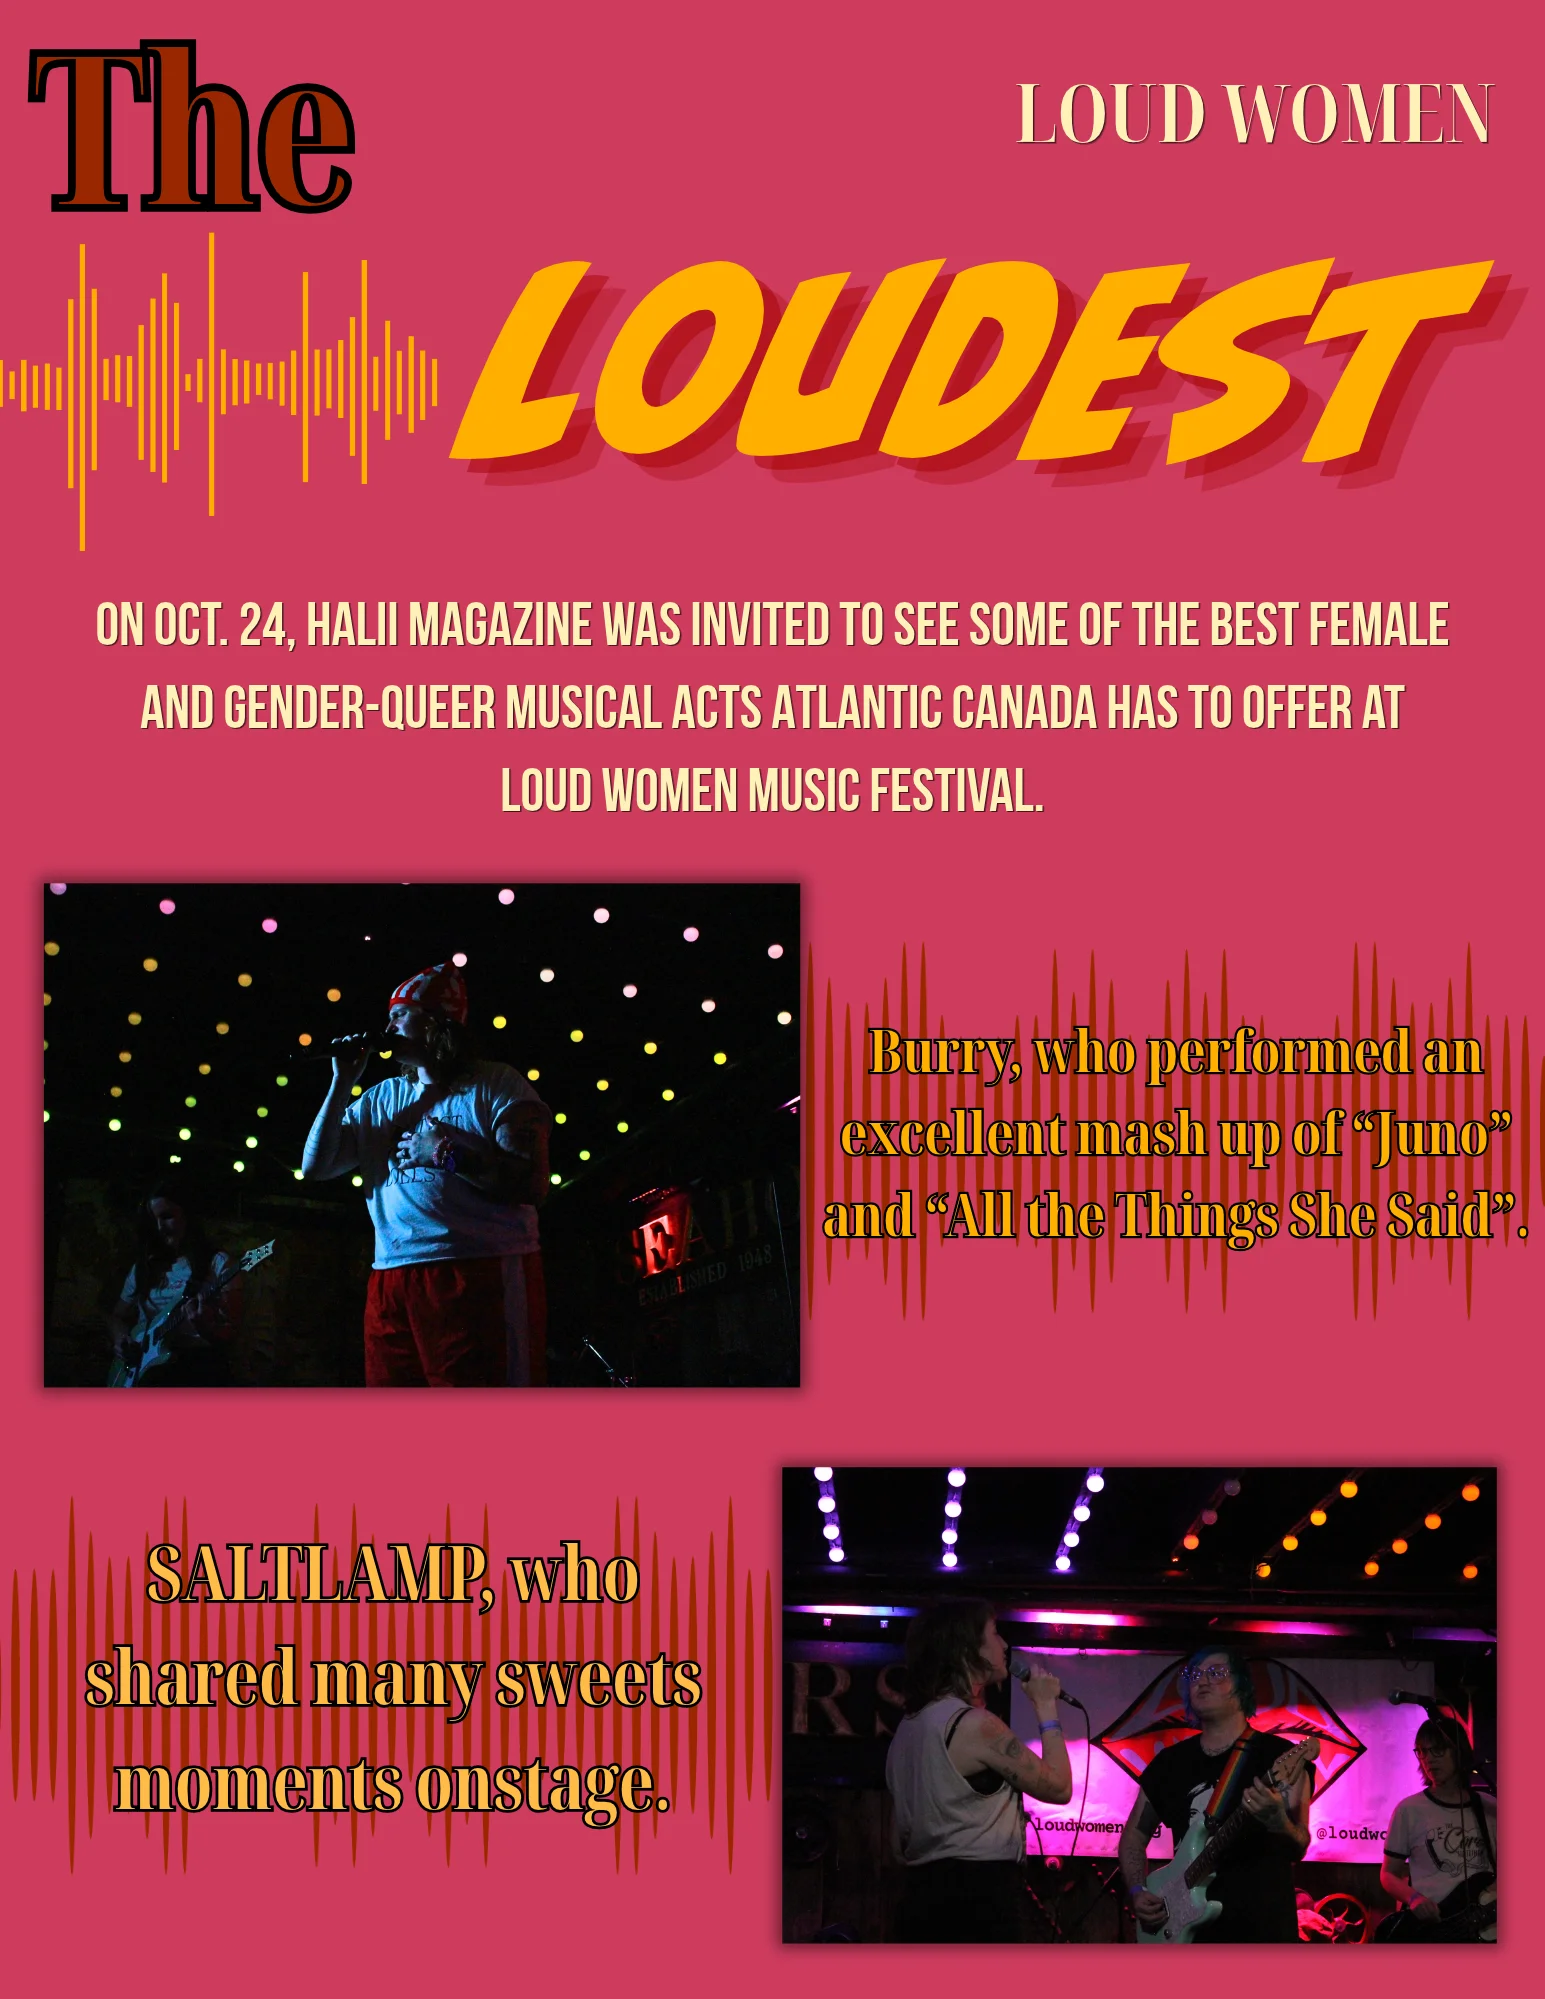 The
LOUD WOMEN
LOUDEST
ON OCT. 24, HALII MAGAZINE WAS INVITED TO SEE SOME OF THE BEST FEMALE
AND GENDER-QUEER MUSICAL ACTS ATLANTIC CANADA HAS TO OFFER AT
LOUD WOMEN MUSIC FESTIVAL.
Burry, who performed an
excellent mash up of “Juno”
and “All the Things She Said”.
ESTABLISHED 1948
SALTLAMP, who
shared many sweets
moments onstage.